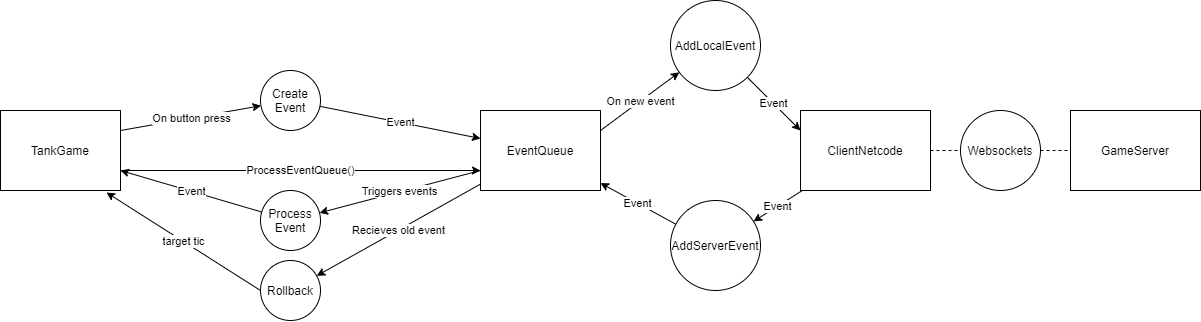 AddLocalEvent
Create
Event
On button press
Event
On new event
Event
TankGame
EventQueue
ClientNetcode
Websockets
GameServer
ProcessEventQueue()
Event
Triggers events
Process
Event
Event
Event
Recieves old event
target tic
AddServerEvent
Rollback